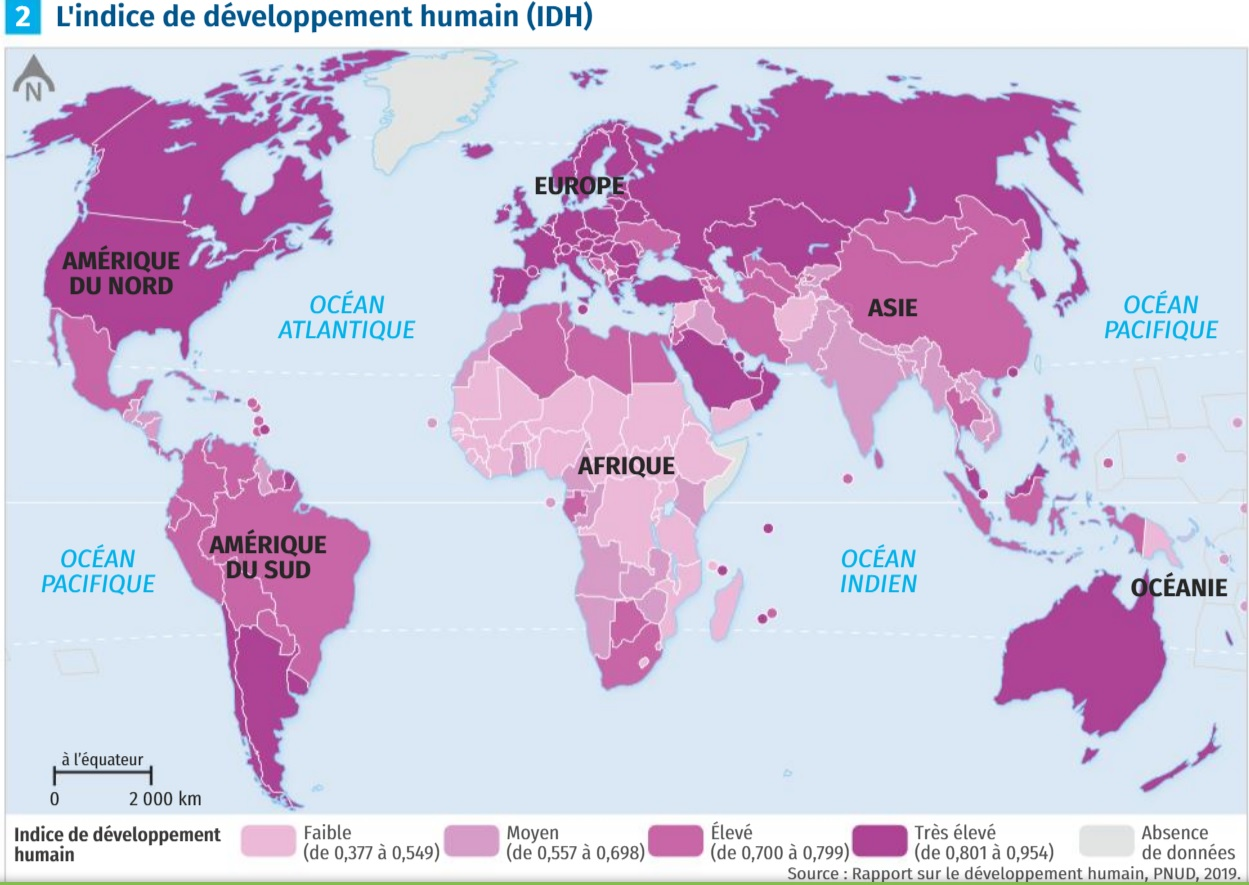 2 L'indice de développement humain (IDH)
N
EUROPE
AMÉRIQUE
DU NORD
OCÉAN
ATLANTIQUE
ASIE
OCÉAN
PACIFIQUE
AFRIQUE
AMÉRIQUE
DU SUD
OCÉAN
PACIFIQUE
OCÉAN
INDIEN
OCÉANIE
à l'équateur
0 2 000 km
Indice de développement
humain
Faible
(de 0,377 à 0,549)
Moyen
(de 0,557 à 0,698)
Élevé
(de 0,700 à 0,799)
Très élevé
(de 0,801 à 0,954)
Absence
de données
Source : Rapport sur le développement humain, PNUD, 2019.